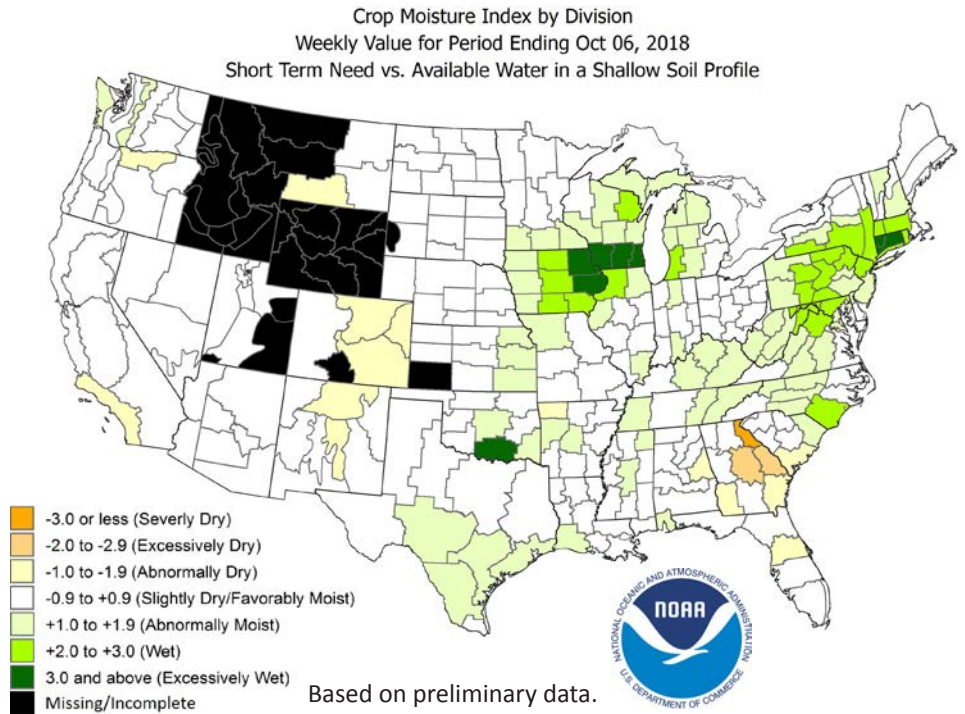 Crop Moisture Index by Division
Weekly Value for Period Ending Oct 06, 2018
Short Term Need vs. Available Water in a Shallow Soil Profile
-3.0 or less (Severly Dry)
-2.0 to -2.9 (Excessively Dry)
-1.0 to -1.9 (Abnormally Dry)
-0.9 to +0.9 (Slightly Dry/Favorably Moist)
+1.0 to +1.9 (Abnormally Moist)
+2.0 to +3.0 (Wet)
3.0 and above (Excessively Wet)
Missing/Incomplete
Based on preliminary data.
NATIONAL OCEANIC AND ATMOSPHERIC ADMINISTRATION
NOAA
U.S. DEPARTMENT OF COMMERCE